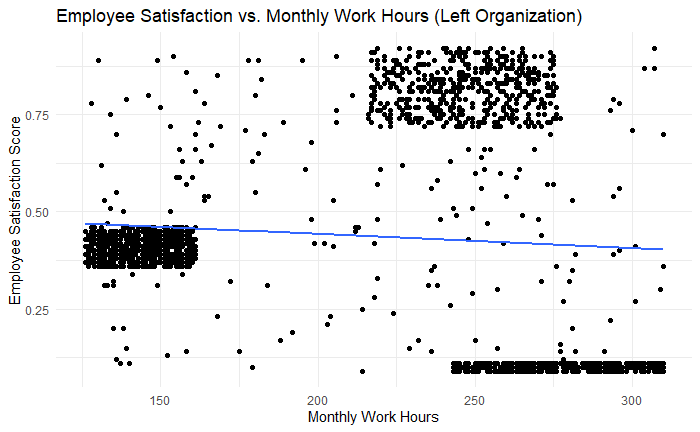 Employee Satisfaction vs. Monthly Work Hours (Left Organization)
Employee Satisfaction Score
0.75
0.50
0.25
150
200
250
300
Monthly Work Hours